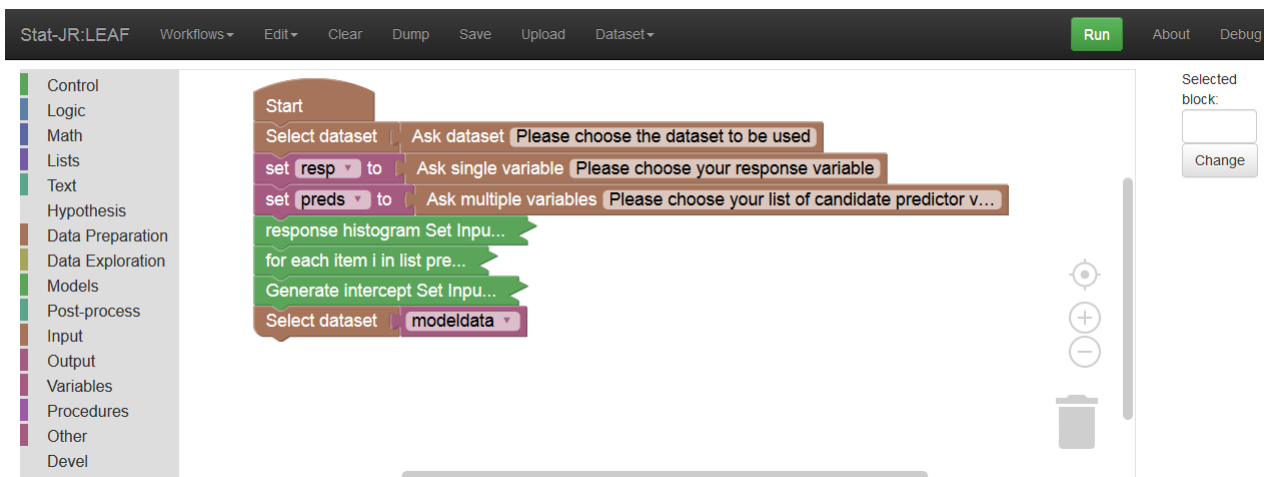 Stat-JR:LEAF Workflows Edit Clear Dump Save Upload Dataset Run About Debug
Control
Logic
Math
Lists
Text
Hypothesis
Data Preparation
Data Exploration
Models
Post-process
Input
Output
Variables
Procedures
Other
Devel
Start
Select dataset Ask dataset Please choose the dataset to be used
set resp to Ask single variable Please choose your response variable
set preds to Ask multiple variables Please choose your list of candidate predictor v...
response histogram Set Inpu...
for each item i in list pre...
Generate intercept Set Inpu...
Select dataset modeldata
Selected
block:
Change